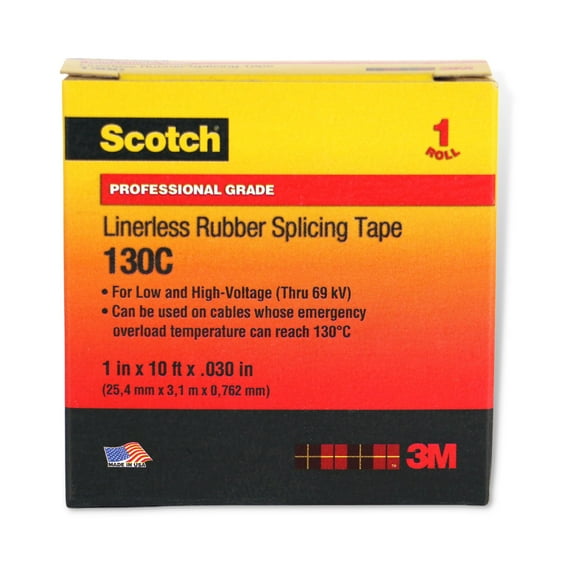 Scotch
1
ROLL
PROFESSIONAL GRADE
Linerless Rubber Splicing Tape
130C
• For Low and High-Voltage (Thru 69 kV)
• Can be used on cables whose emergency
overload temperature can reach 130°C
1 in x 10 ft x .030 in
(25,4 mm x 3,1 m x 0,762 mm)
MADE IN USA
™ 3M